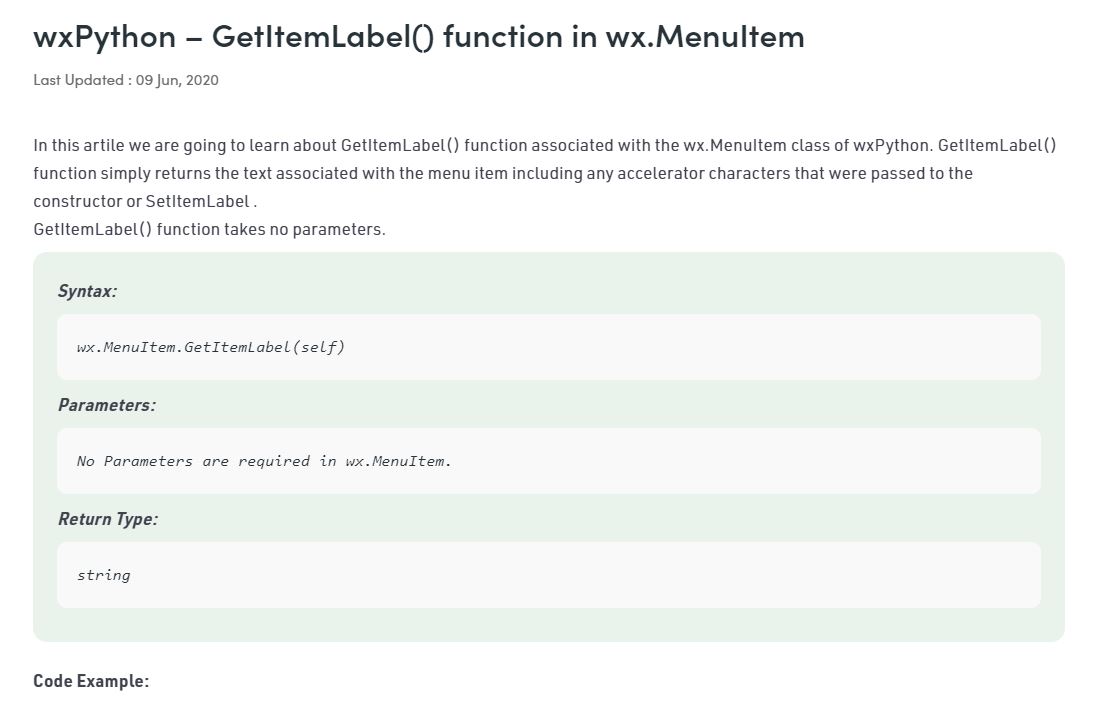 wxPython – GetItemLabel() function in wx.MenuItem
Last Updated : 09 Jun, 2020
In this artile we are going to learn about GetItemLabel() function associated with the wx.MenuItem class of wxPython. GetItemLabel()
function simply returns the text associated with the menu item including any accelerator characters that were passed to the
constructor or SetItemLabel .
GetItemLabel() function takes no parameters.
Syntax:
wx.MenuItem.GetItemLabel(self)
Parameters:
No Parameters are required in wx.MenuItem.
Return Type:
string
Code Example: